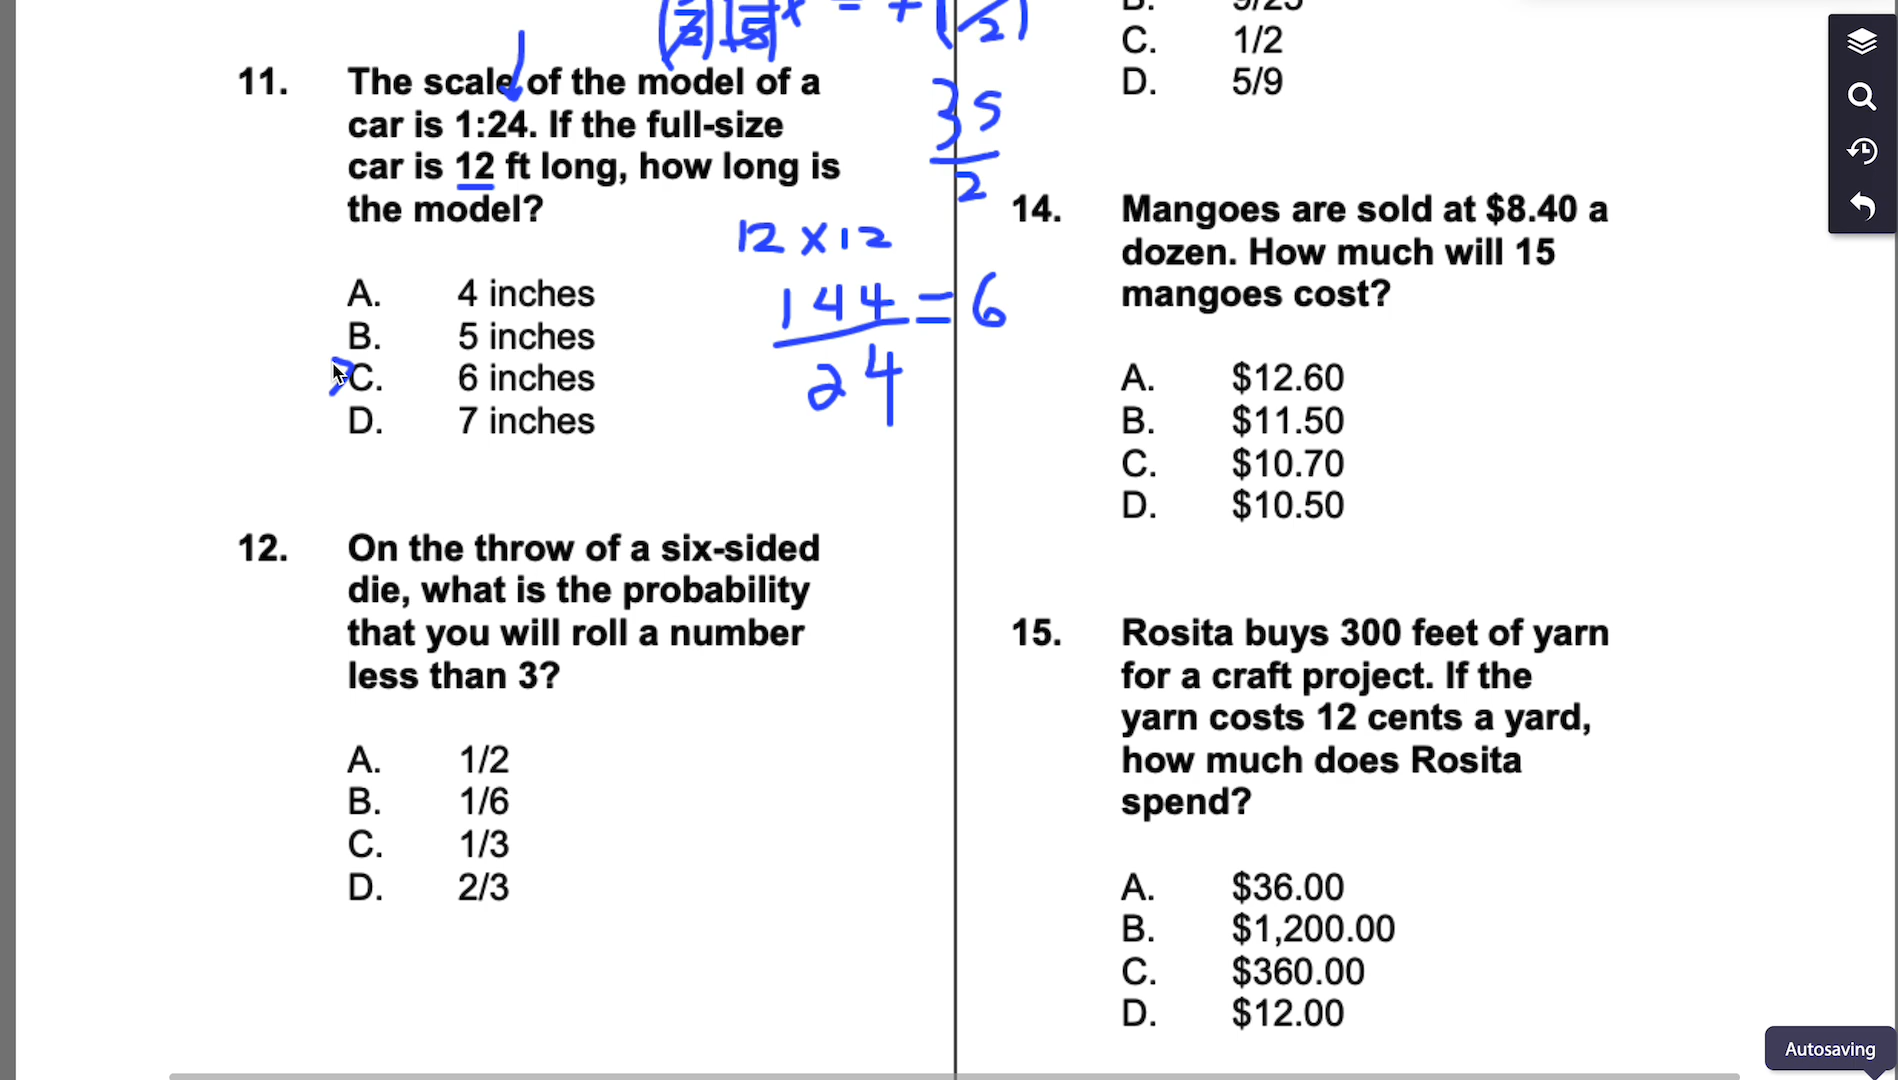 11. The scale of the model of a
car is 1:24. If the full-size
car is 12 ft long, how long is
the model?
12 x 12
144 = 6
24
A. 4 inches
B. 5 inches
C. 6 inches
D. 7 inches
12. On the throw of a six-sided
die, what is the probability
that you will roll a number
less than 3?
A. 1/2
B. 1/6
C. 1/3
D. 2/3
35
2
C. 1/2
D. 5/9
14. Mangoes are sold at $8.40 a
dozen. How much will 15
mangoes cost?
A. $12.60
B. $11.50
C. $10.70
D. $10.50
15. Rosita buys 300 feet of yarn
for a craft project. If the
yarn costs 12 cents a yard,
how much does Rosita
spend?
A. $36.00
B. $1,200.00
C. $360.00
D. $12.00
Autosaving